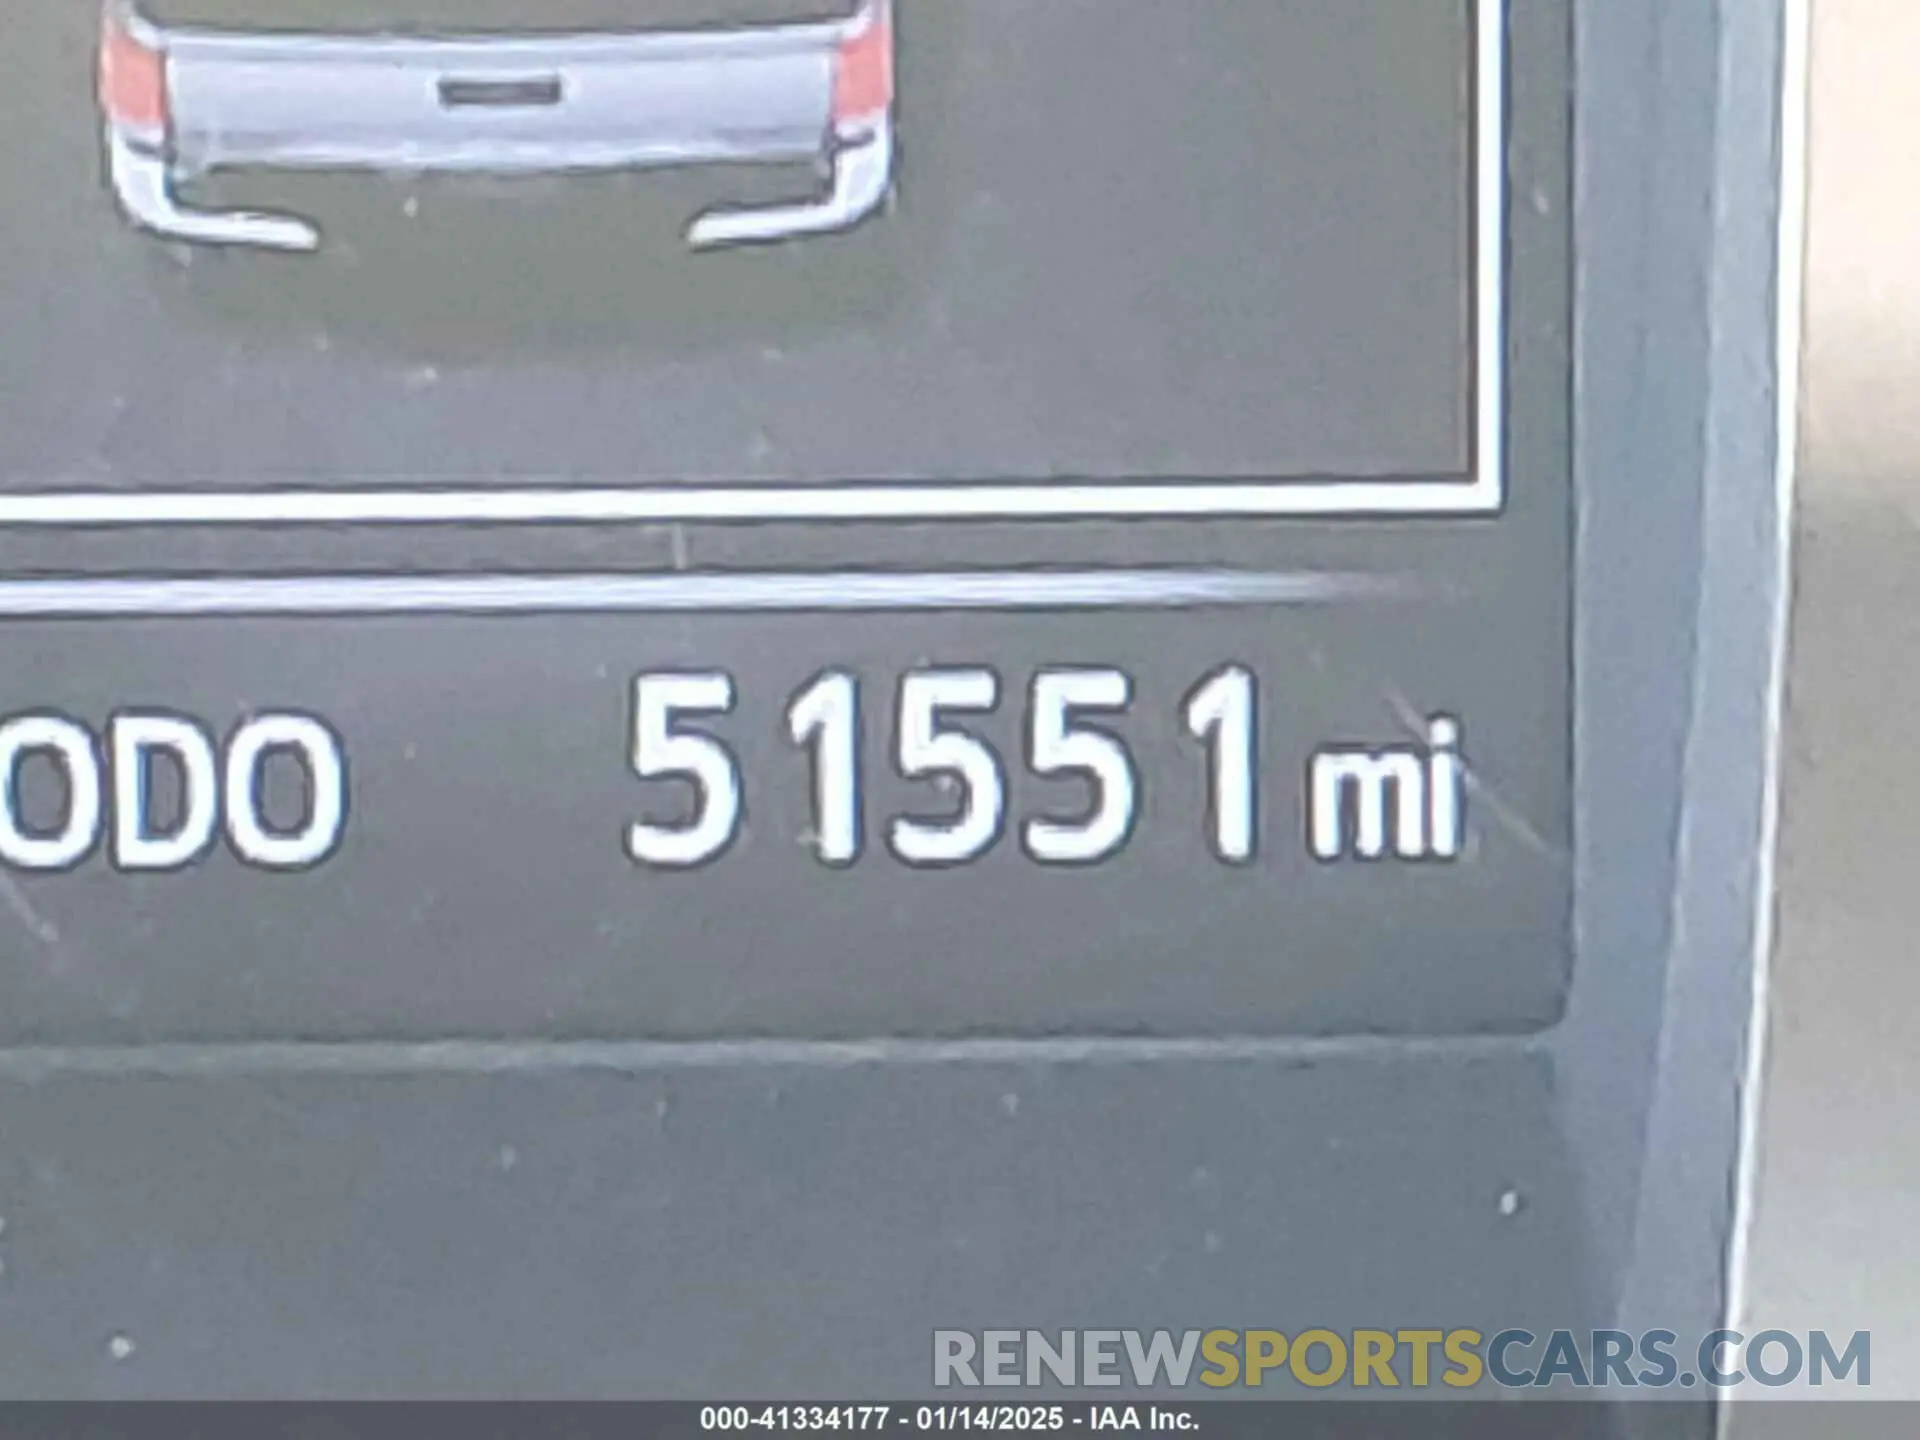 ODO 51551 mi
RENEWSPORTSCARS.COM
000-41334177 - 01/14/2025 - IAA Inc.